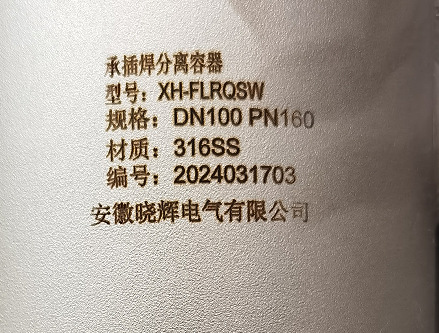 承插焊分离容器
型号：XH-FLRQSW
规格：DN100 PN160
材质：316SS
编号：2024031703
安徽晓辉电气有限公司